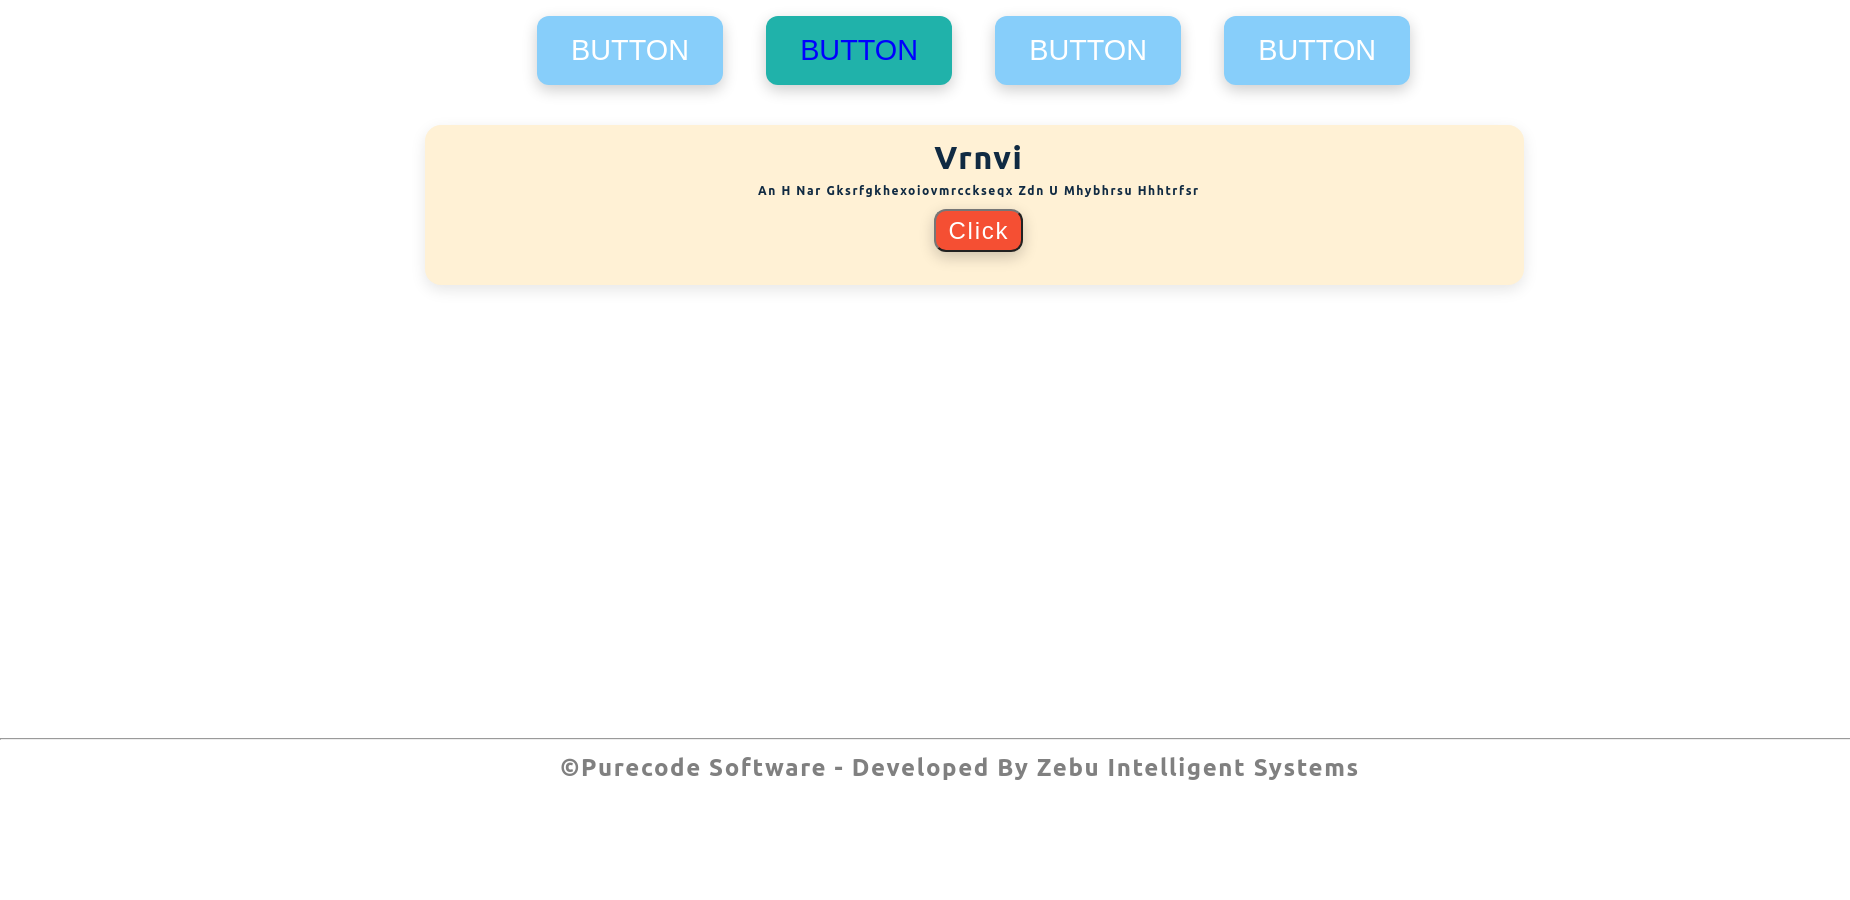 BUTTON BUTTON BUTTON BUTTON
Vrnvi
An H Nar Gksrfgkhexoiovmrcckseqx Zdn U Mhybhrsu Hhhtrfsr
Click
©Purecode Software - Developed By Zebu Intelligent Systems